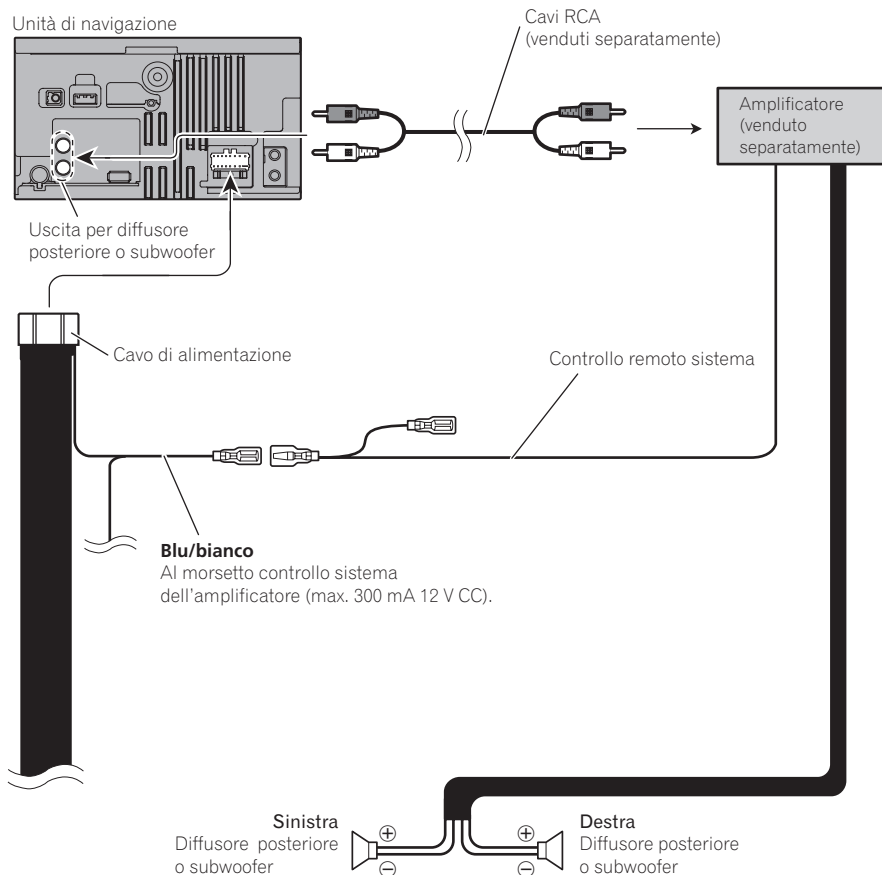 Unità di navigazione
Cavi RCA
(venduti separatamente)
Amplificatore
(venduto
separatamente)
Uscita per diffusore
posteriore o subwoofer
Cavo di alimentazione
Controllo remoto sistema
Blu/bianco
Al morsetto controllo sistema
dell'amplificatore (max. 300 mA 12 V CC).
Sinistra
Diffusore posteriore
o subwoofer
+
−
+
−
Destra
Diffusore posteriore
o subwoofer